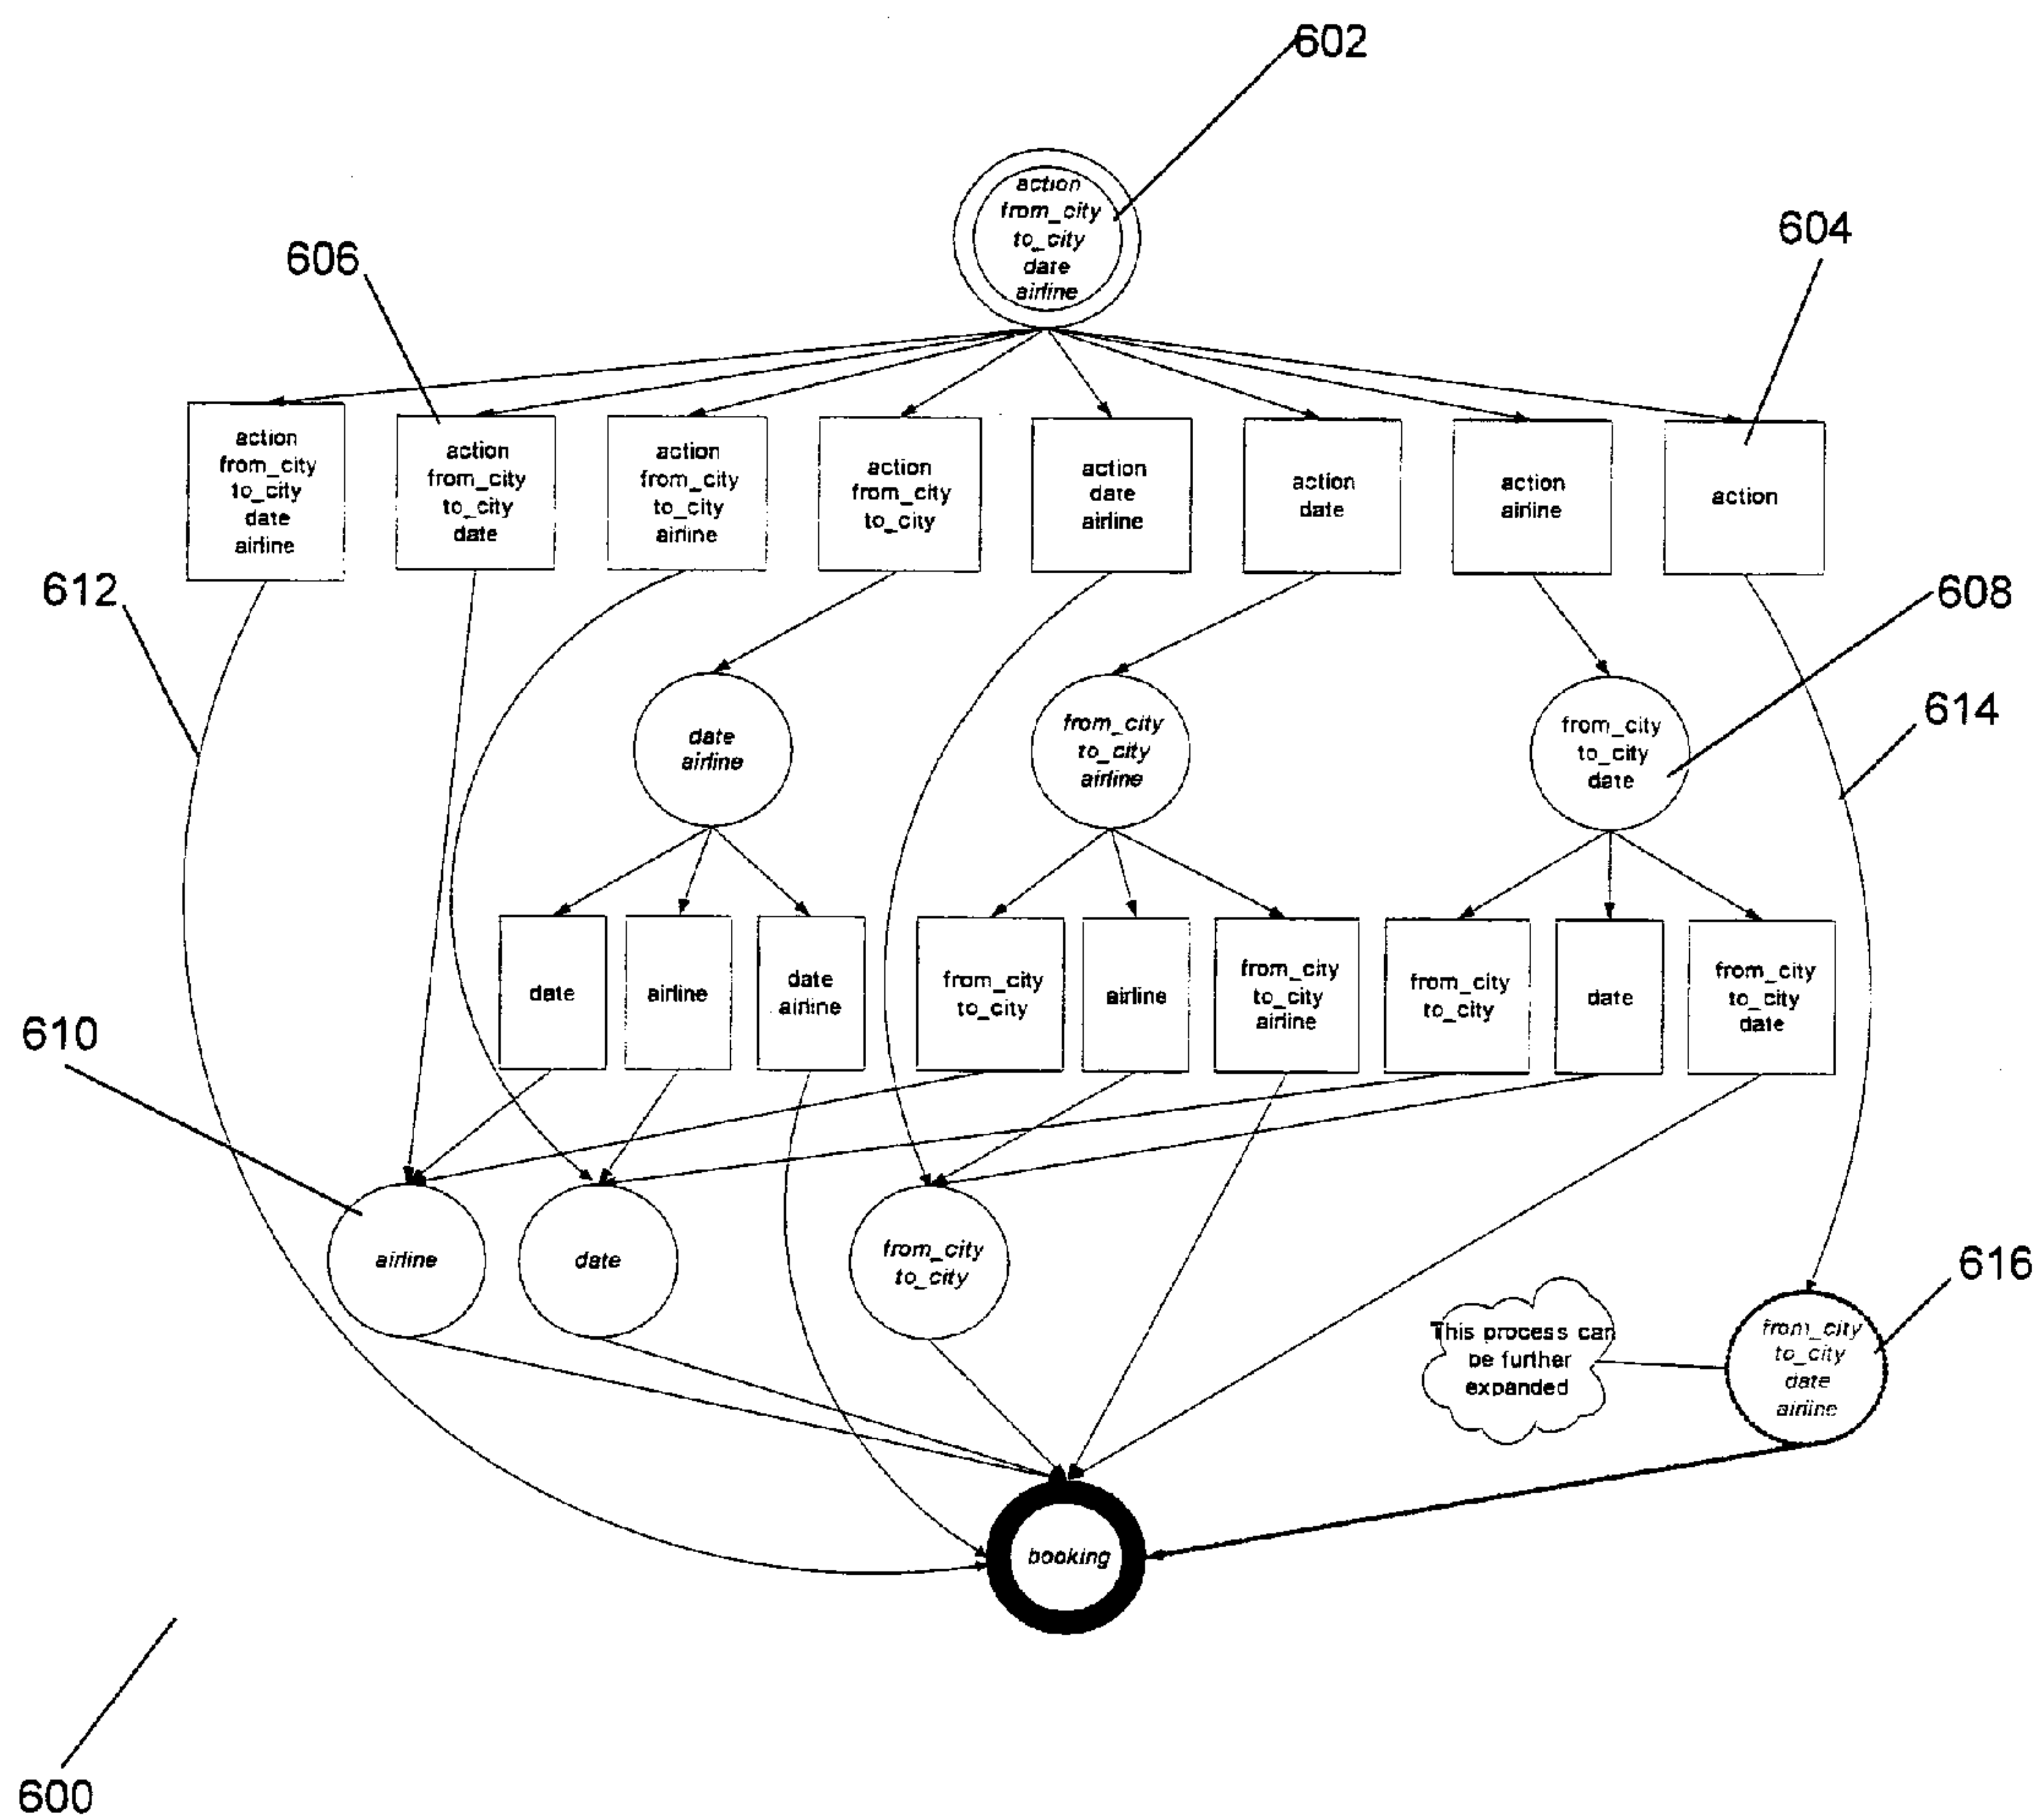 602
action
from_city
to_city
date
airline
604
606
action
from_city
to_city
date
airline
action
from_city
to_city
date
action
from_city
to_city
airline
action
from_city
to_city
action
date
airline
action
date
action
airline
action
612
608
614
date
airline
from_city
to_city
airline
from_city
to_city
date
date
airline
date
airline
from_city
to_city
airline
from_city
to_city
airline
from_city
to_city
date
from_city
to_city
date
610
airline
date
from_city
to_city
616
This process can
be further
expanded
from_city
to_city
date
airline
booking
600